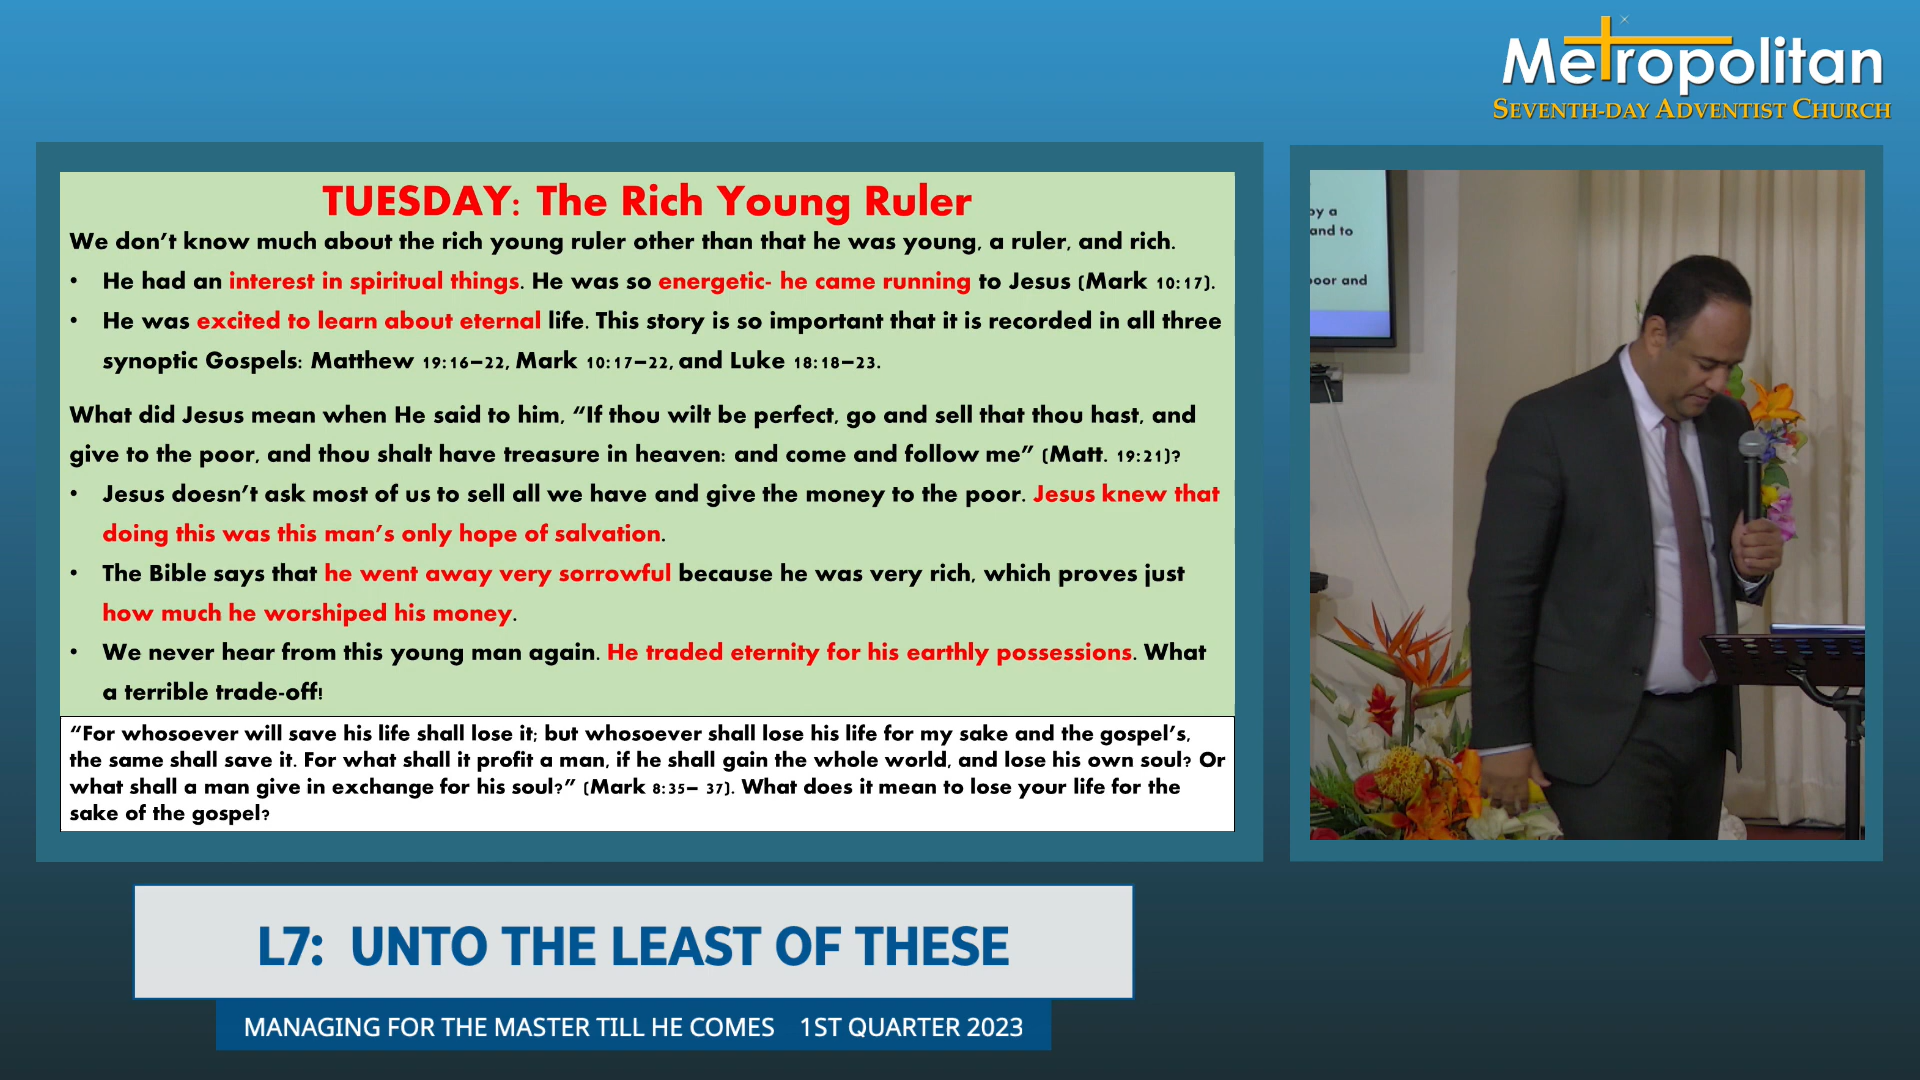 Metropolitan
SEVENTH-DAY ADVENTIST CHURCH
TUESDAY: The Rich Young Ruler
We don't know much about the rich young ruler other than that he was young, a ruler, and rich.
• He had an interest in spiritual things. He was so energetic- he came running to Jesus (Mark 10:17).
• He was excited to learn about eternal life. This story is so important that it is recorded in all three
synoptic Gospels: Matthew 19:16–22, Mark 10:17–22, and Luke 18:18–23.
What did Jesus mean when He said to him, “If thou wilt be perfect, go and sell that thou hast, and
give to the poor, and thou shalt have treasure in heaven: and come and follow me” (Matt. 19:21)?
• Jesus doesn't ask most of us to sell all we have and give the money to the poor. Jesus knew that
doing this was this man's only hope of salvation.
• The Bible says that he went away very sorrowful because he was very rich, which proves just
how much he worshiped his money.
• We never hear from this young man again. He traded eternity for his earthly possessions. What
a terrible trade-off!
“For whosoever will save his life shall lose it; but whosoever shall lose his life for my sake and the gospel's,
the same shall save it. For what shall it profit a man, if he shall gain the whole world, and lose his own soul? Or
what shall a man give in exchange for his soul?” (Mark 8:35– 37). What does it mean to lose your life for the
sake of the gospel?
by a
and to
poor and
L7: UNTO THE LEAST OF THESE
MANAGING FOR THE MASTER TILL HE COMES 1ST QUARTER 2023